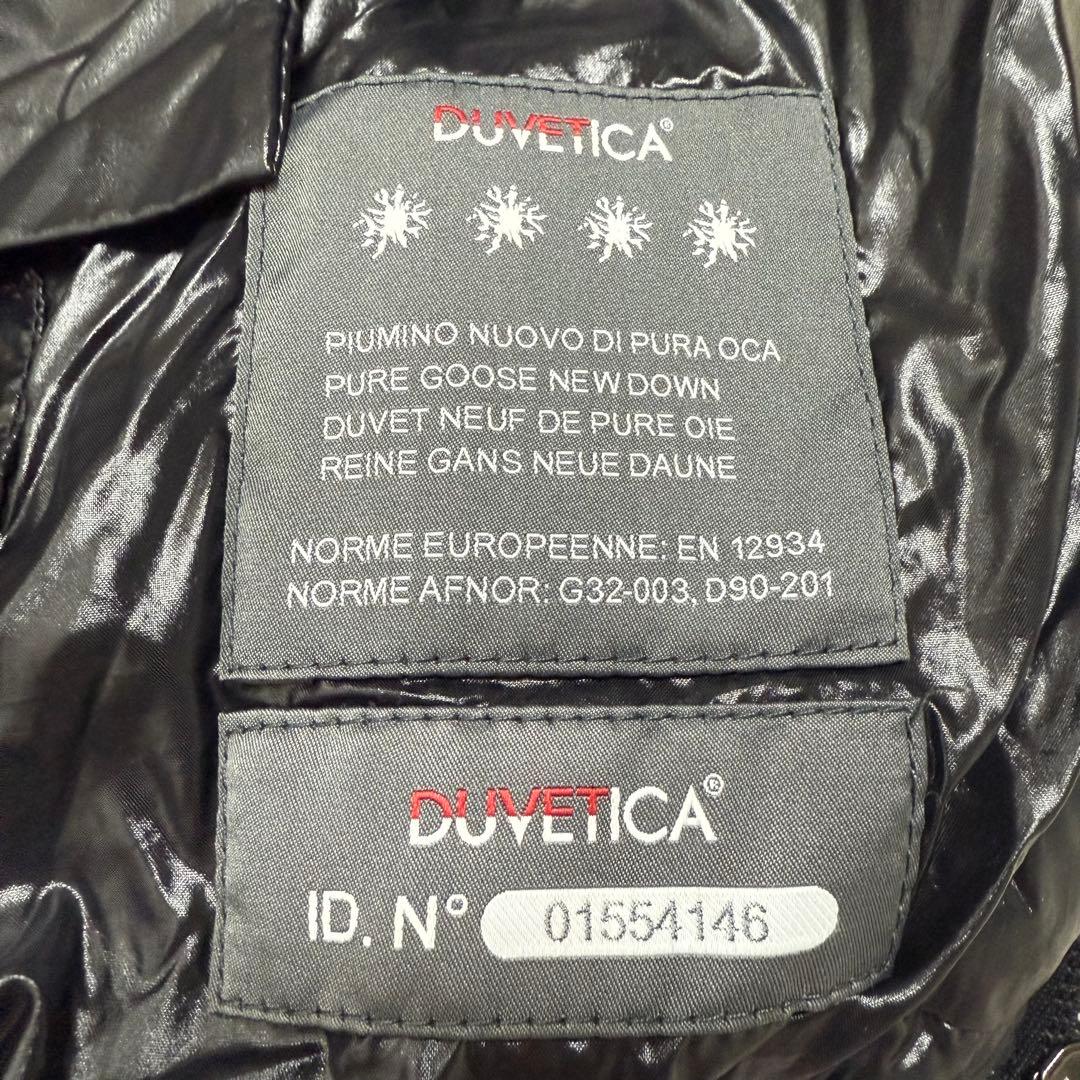 DUVETICA®
PIUMINO NUOVO DI PURA OCA
PURE GOOSE NEW DOWN
DUVET NEUF DE PURE OIE
REINE GANS NEUE DAUNE
NORME EUROPEENNE: EN 12934
NORME AFNOR: G32-003, D90-201
DUVETICA®
ID. N° 01554146